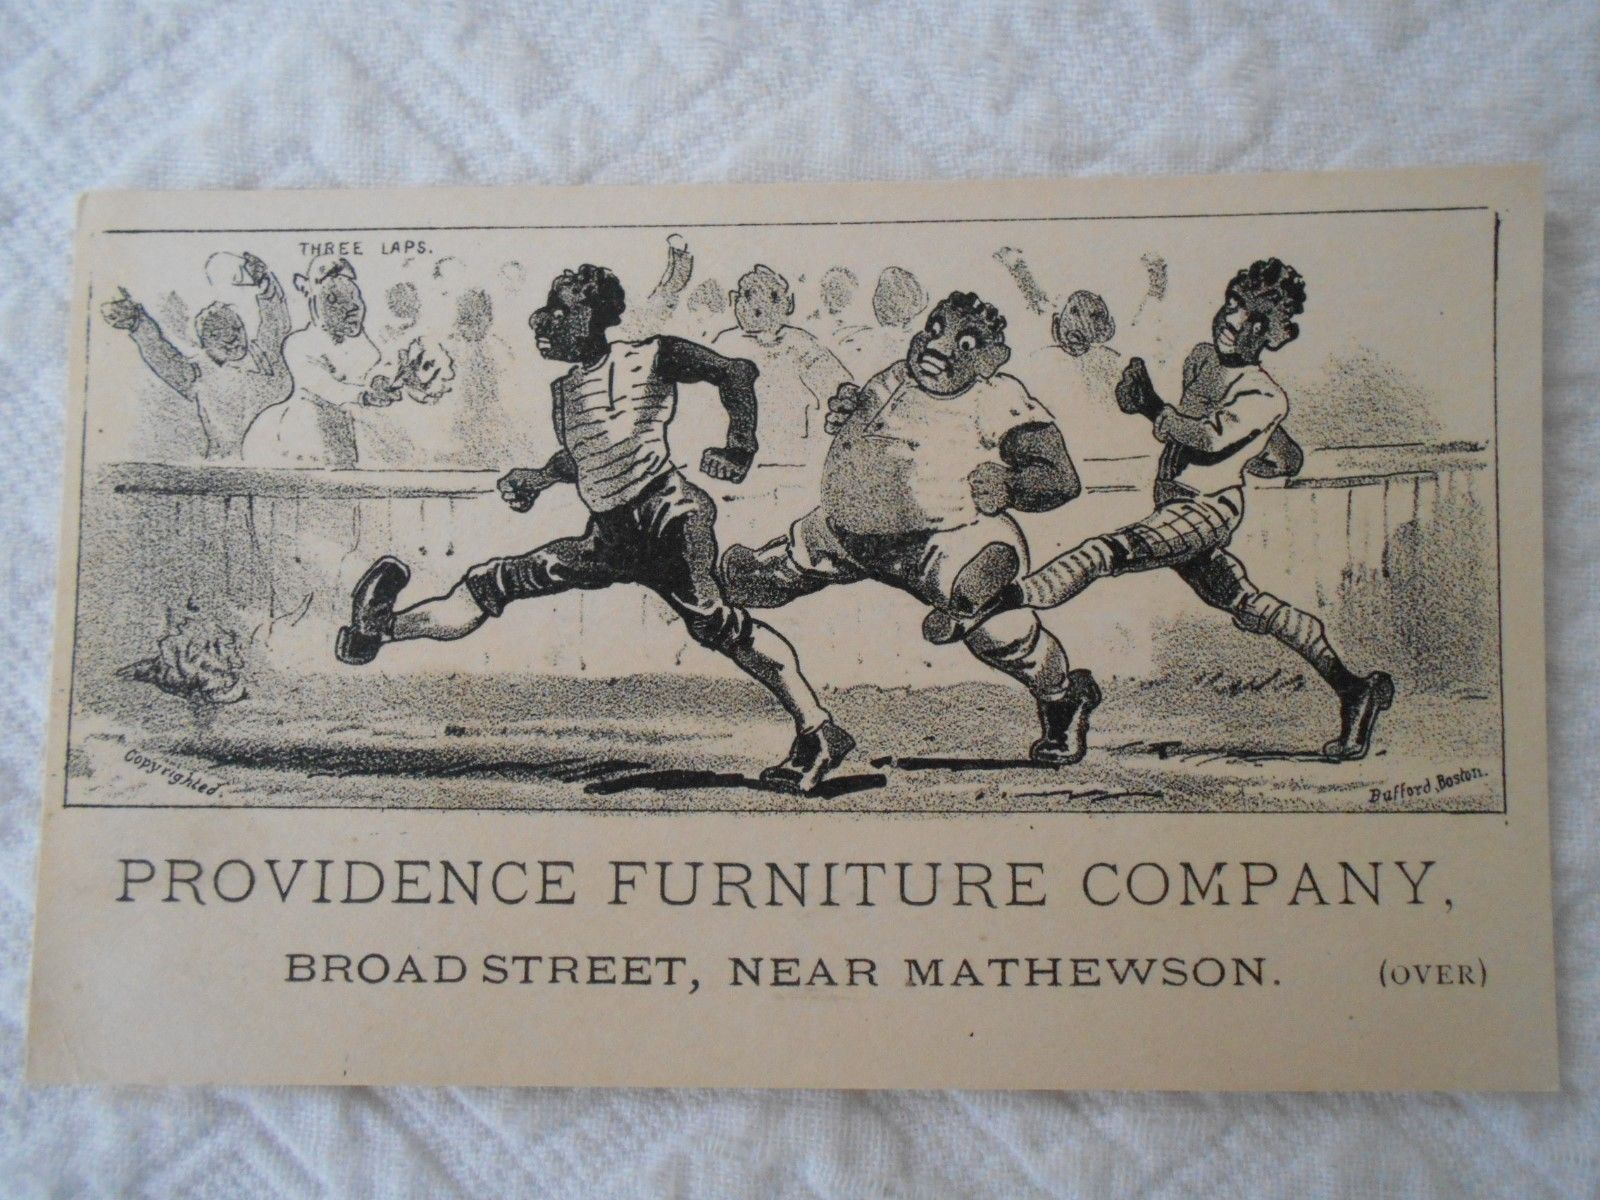 THREE LAPS.
Copyrighted.
Bufford, Boston.
PROVIDENCE FURNITURE COMPANY,
BROAD STREET, NEAR MATHEWSON.
(OVER)